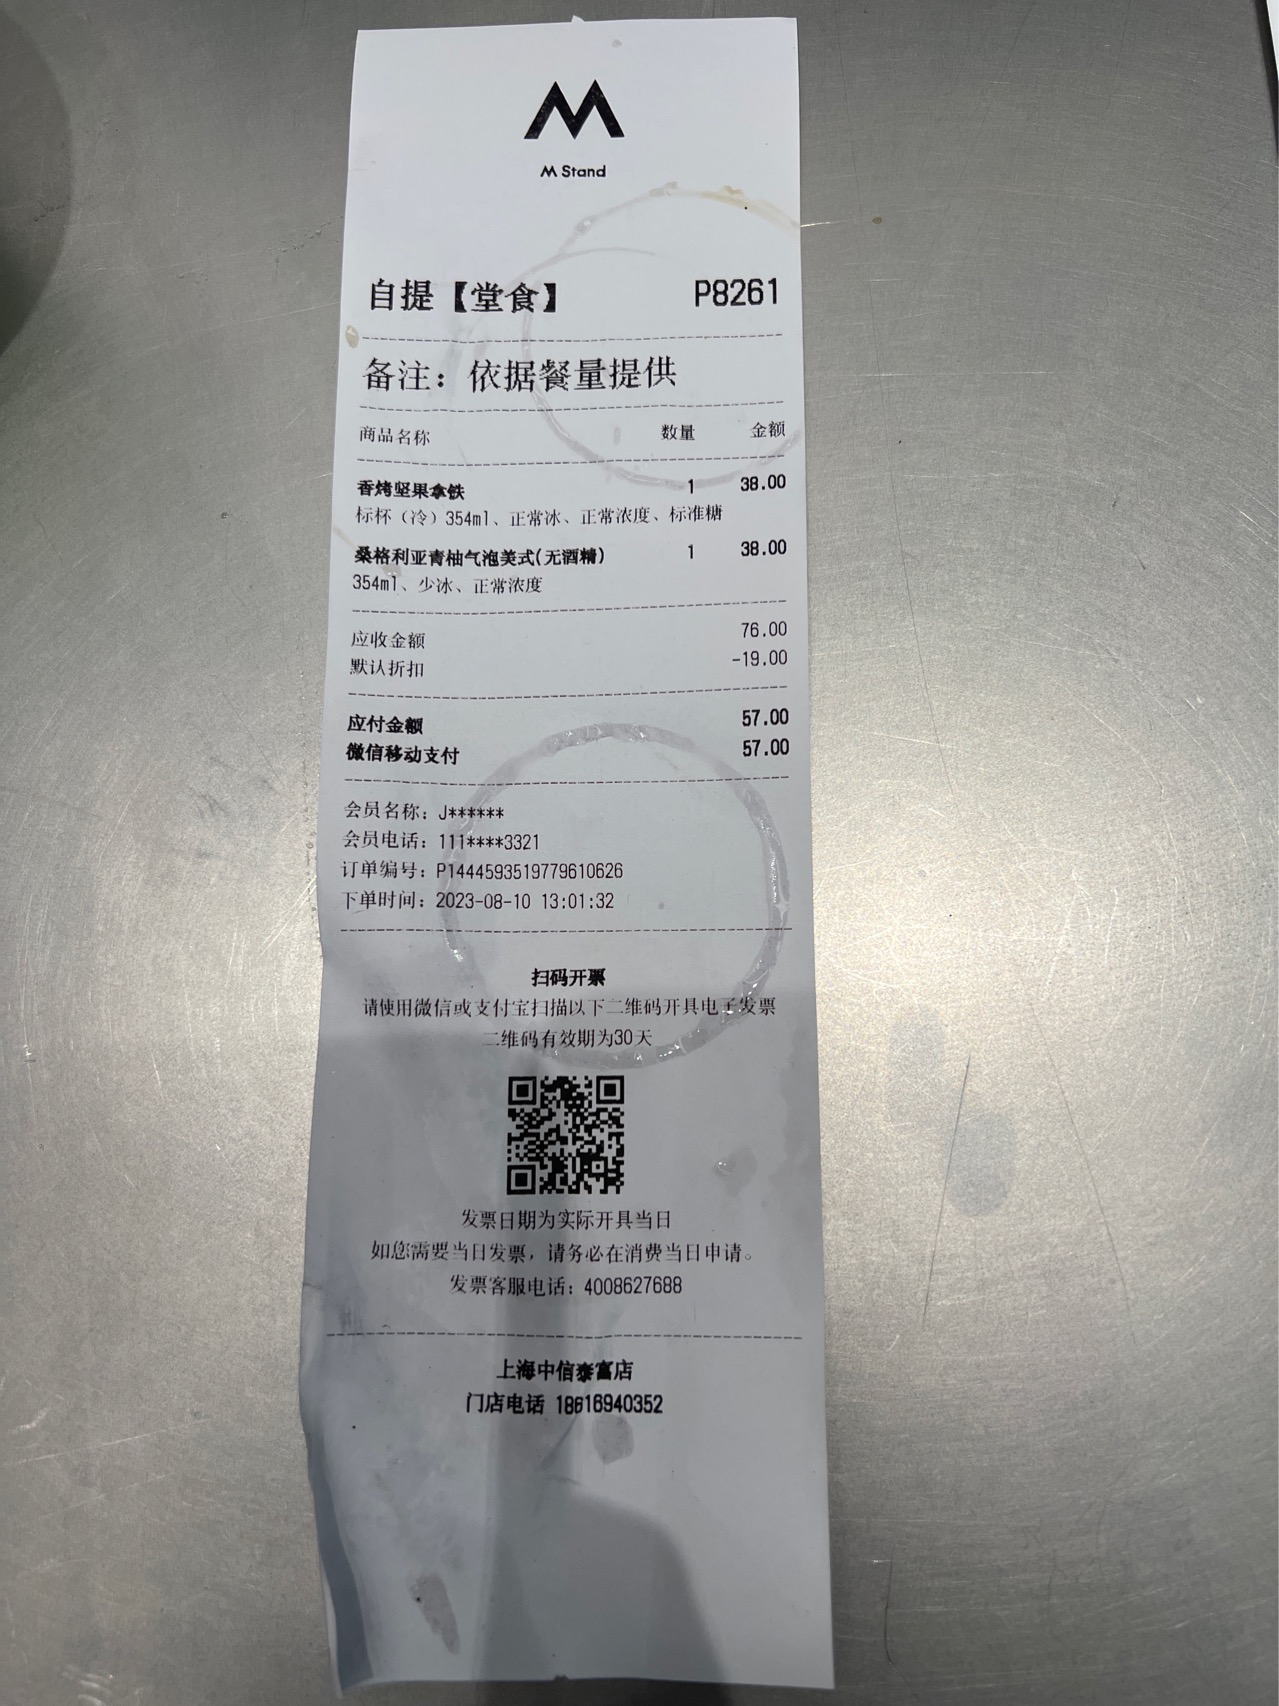 M Stand
自提【堂食】 P8261
备注：依据餐量提供
商品名称 数量 金额
香烤坚果拿铁 1 38.00
标杯（冷）354ml、正常冰、正常浓度、标准糖
桑格利亚青柚气泡美式(无酒精) 1 38.00
354ml、少冰、正常浓度
应收金额 76.00
默认折扣 -19.00
应付金额 57.00
微信移动支付 57.00
会员名称：J******
会员电话：111****3321
订单编号：P1444593519779610626
下单时间：2023-08-10 13:01:32
扫码开票
请使用微信或支付宝扫描以下二维码开具电子发票
二维码有效期为30天
发票日期为实际开具当日
如您需要当日发票，请务必在消费当日申请。
发票客服电话：4008627688
上海中信泰富店
门店电话 18616940352